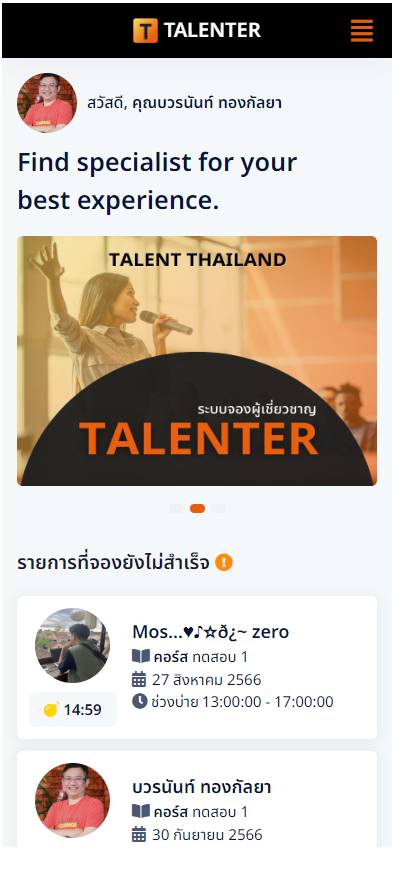 T TALENTER
สวัสดี, คุณบวรนันท์ ทองกัลยา
Find specialist for your
best experience.
TALENT THAILAND
ระบบจองผู้เชี่ยวชาญ
TALENTER
รายการที่จองยังไม่สำเร็จ
Mos...♥♪☆ð¿~ zero
คอร์ส ทดสอบ 1
27 สิงหาคม 2566
ช่วงบ่าย 13:00:00 - 17:00:00
14:59
บวรนันท์ ทองกัลยา
คอร์ส ทดสอบ 1
30 กันยายน 2566